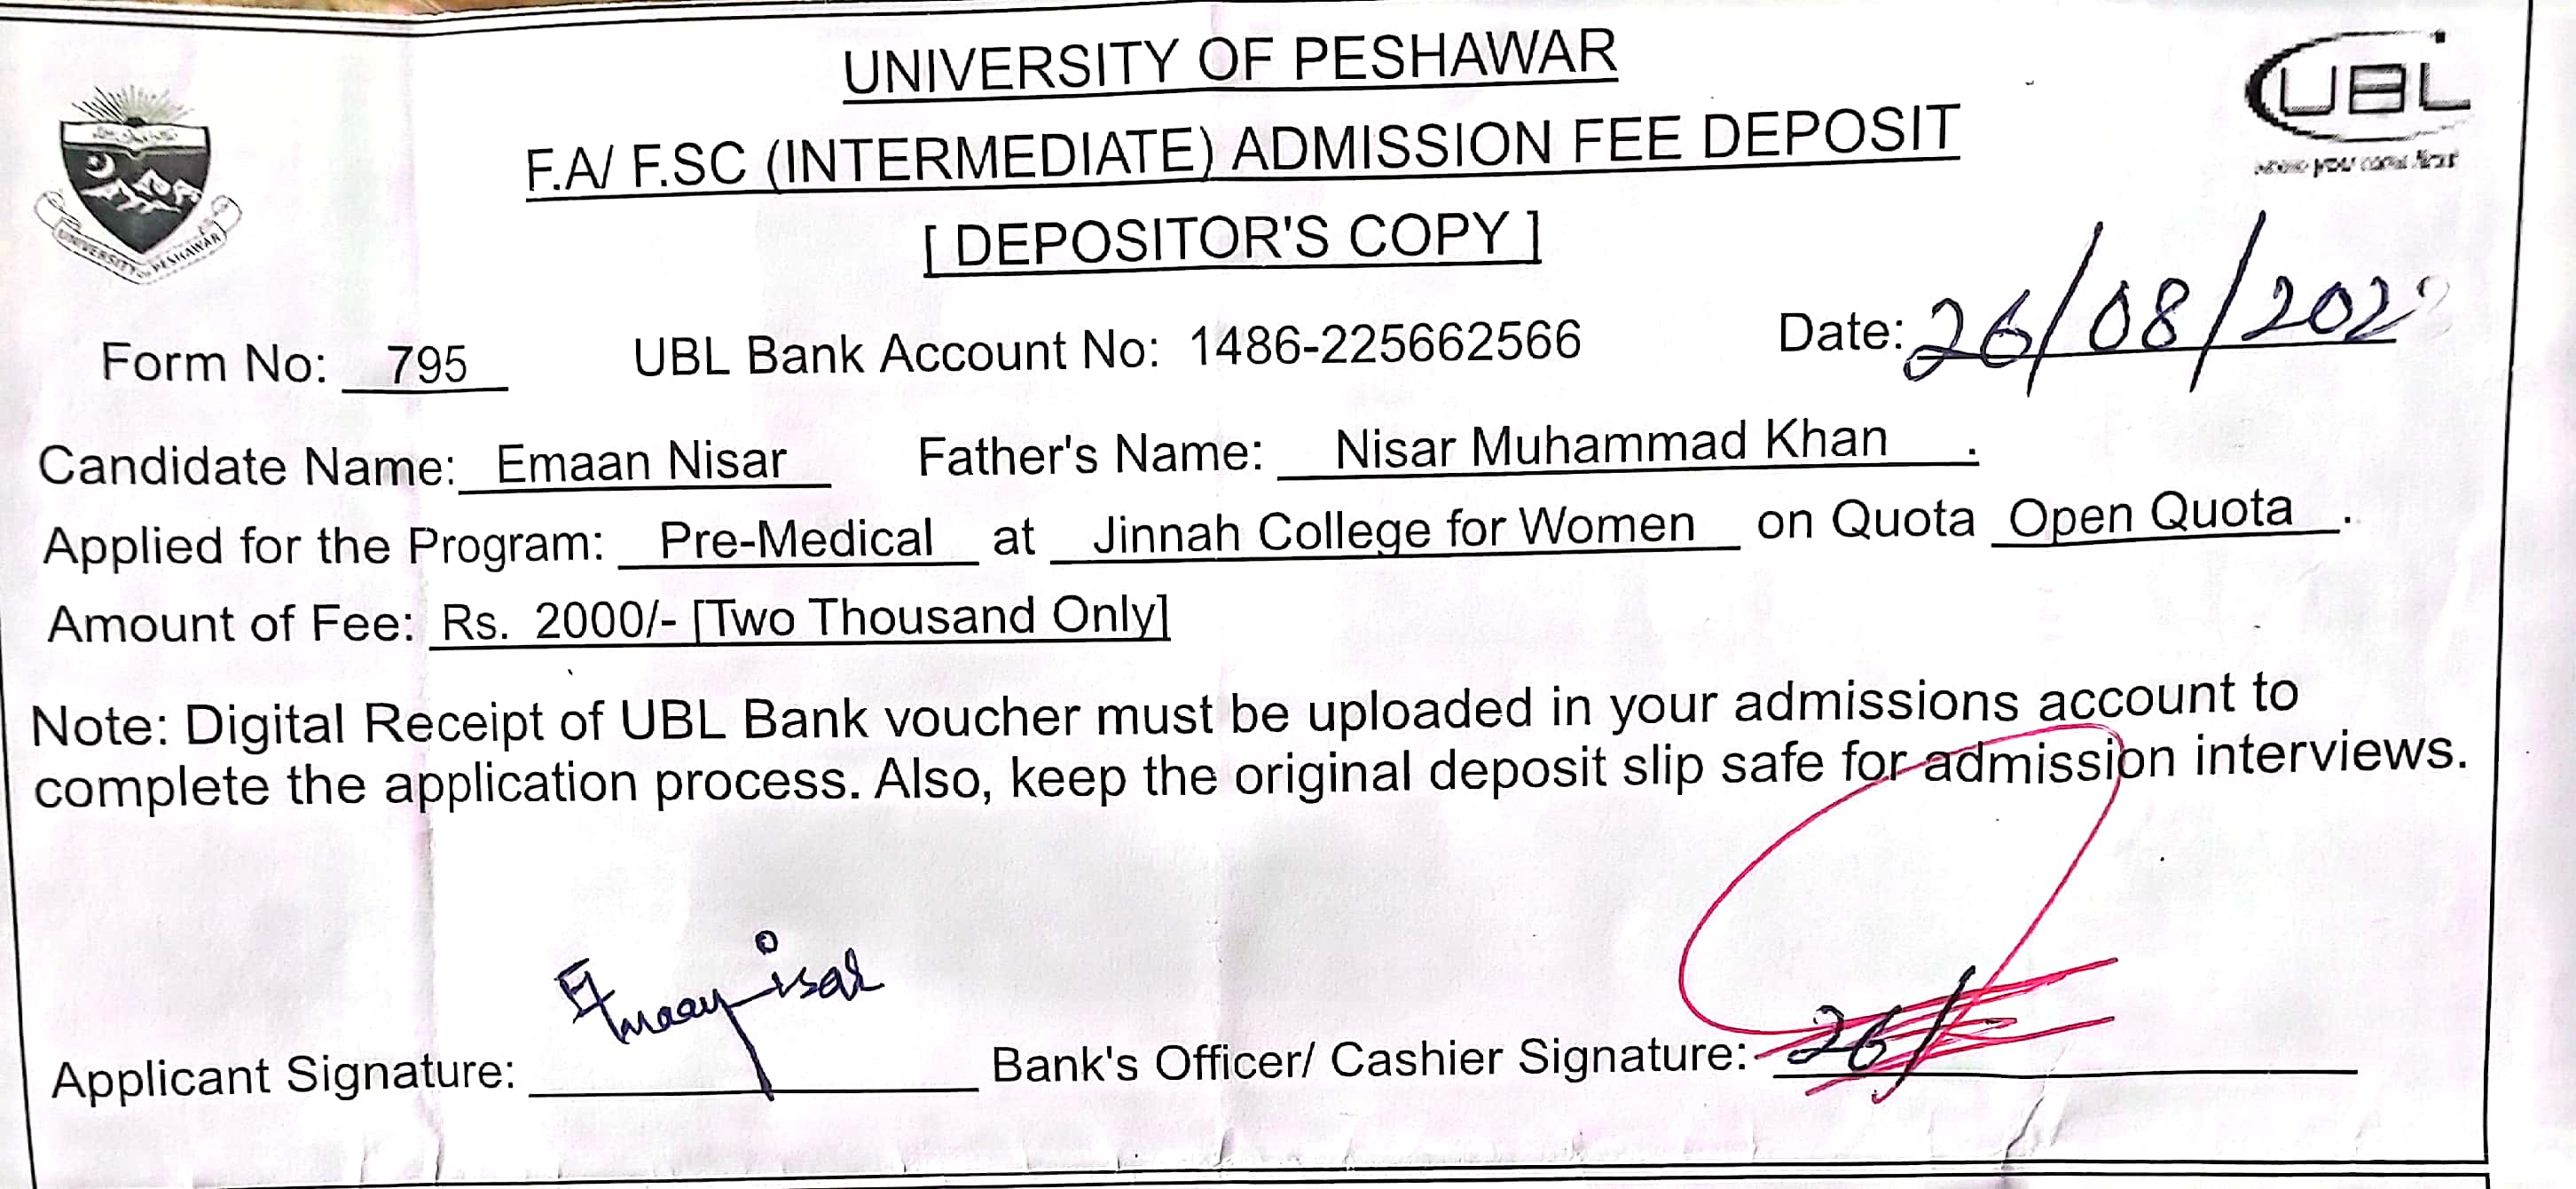 UNIVERSITY OF PESHAWAR
UBL
where you come first
F.A/ F.SC (INTERMEDIATE) ADMISSION FEE DEPOSIT
[ DEPOSITOR'S COPY ]
UNIVERSITY OF PESHAWAR
Form No: 795 UBL Bank Account No: 1486-225662566 Date: 26/08/202
Candidate Name: Emaan Nisar Father's Name: Nisar Muhammad Khan .
Applied for the Program: Pre-Medical at Jinnah College for Women on Quota Open Quota .
Amount of Fee: Rs. 2000/- [Two Thousand Only]
Note: Digital Receipt of UBL Bank voucher must be uploaded in your admissions account to
complete the application process. Also, keep the original deposit slip safe for admission interviews.
Applicant Signature: Emaan Nisar Bank's Officer/ Cashier Signature: 26/